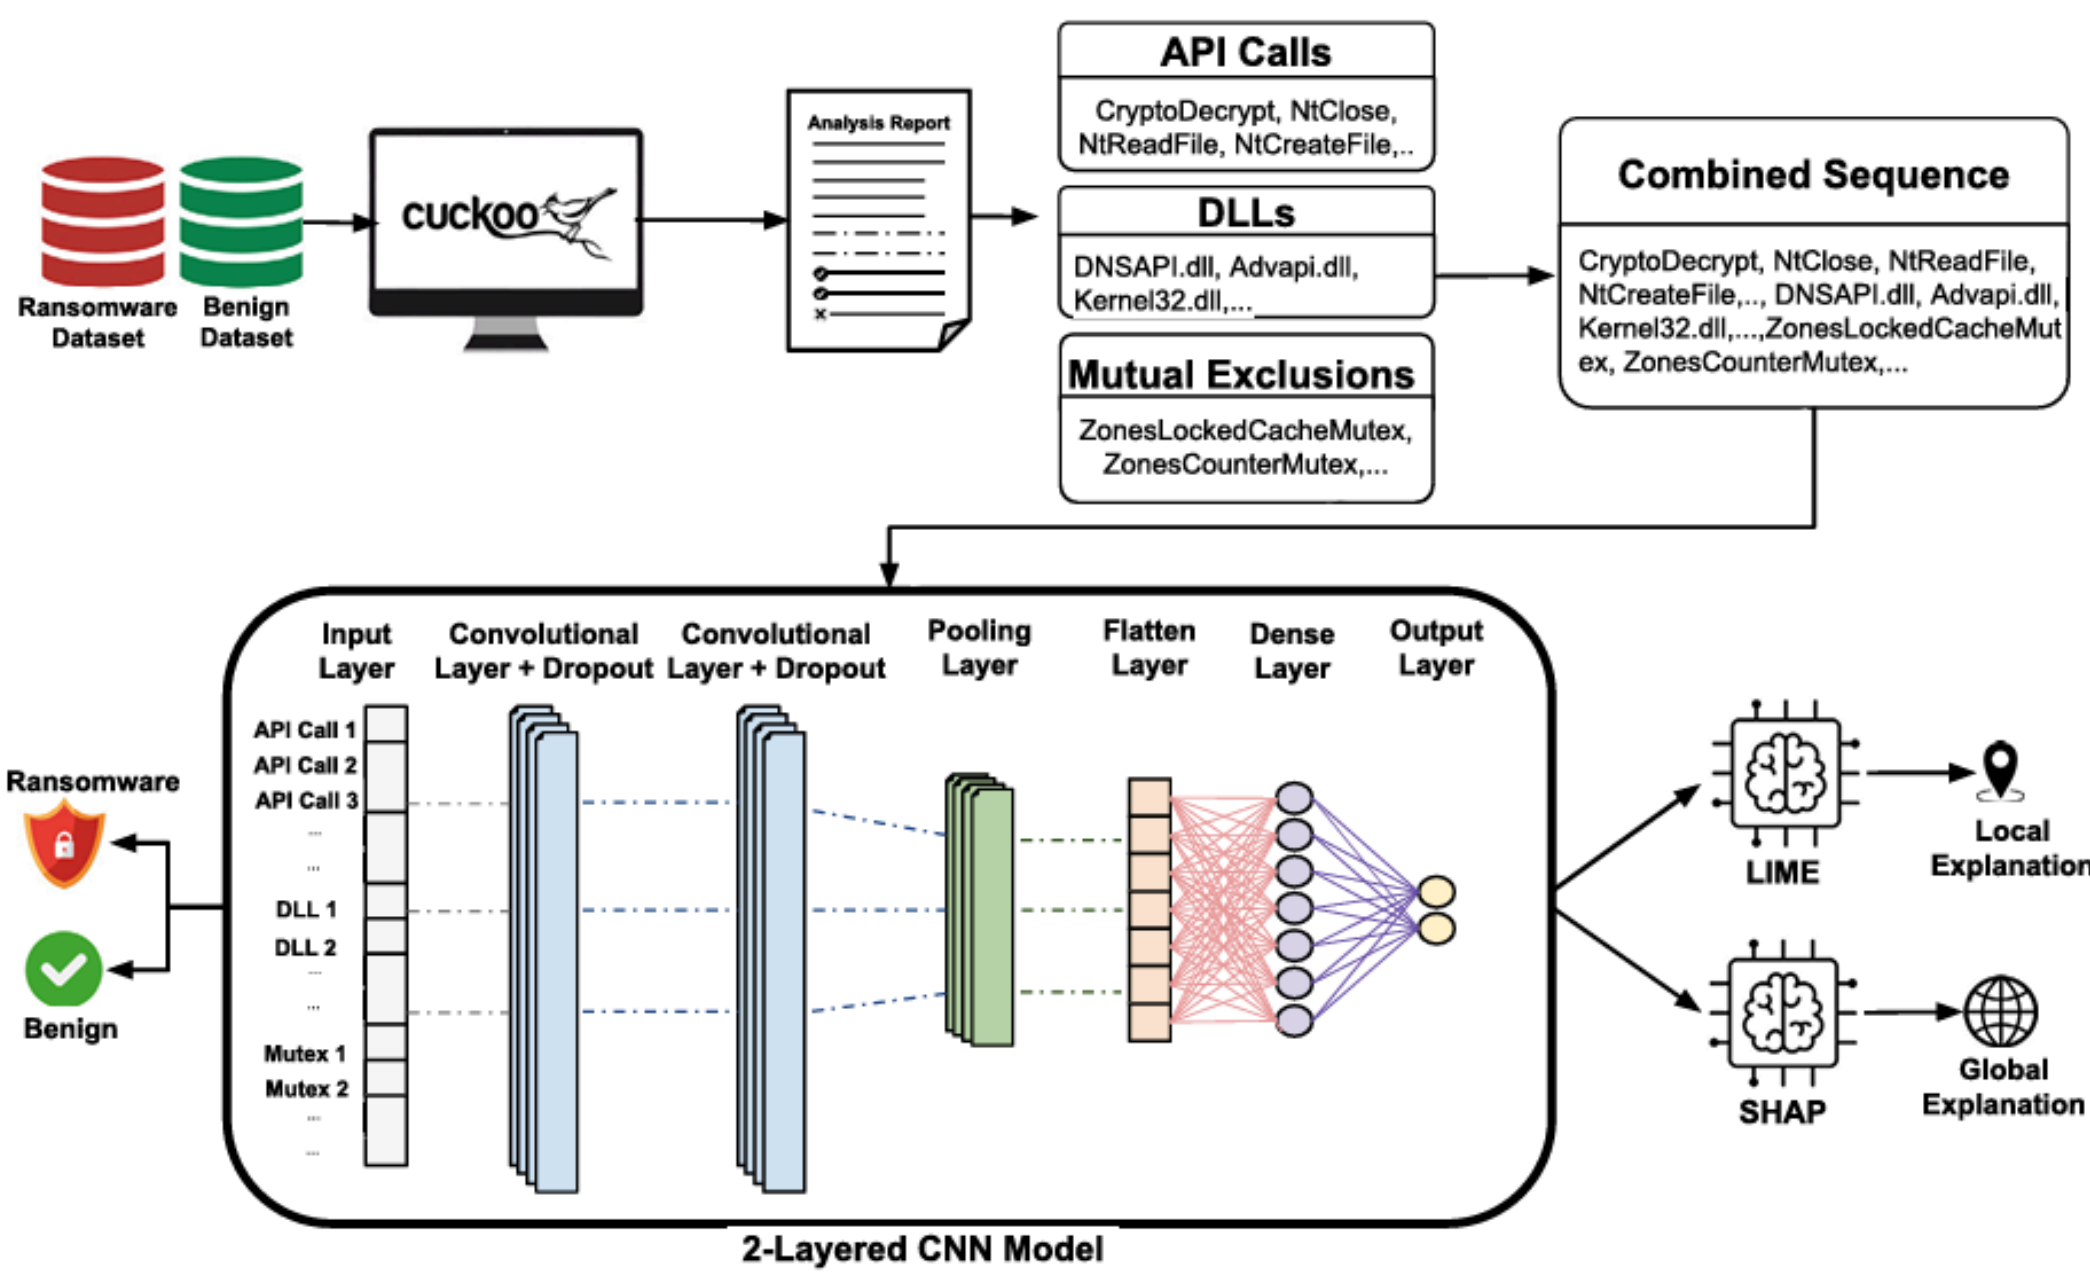 API Calls
CryptoDecrypt, NtClose,
NtReadFile, NtCreateFile,..
Analysis Report
cuckoo
Ransomware
Dataset
Benign
Dataset
DLLs
DNSAPI.dll, Advapi.dll,
Kernel32.dll,...
Mutual Exclusions
ZonesLockedCacheMutex,
ZonesCounterMutex,...
Combined Sequence
CryptoDecrypt, NtClose, NtReadFile,
NtCreateFile,.., DNSAPI.dll, Advapi.dll,
Kernel32.dll,...,ZonesLockedCacheMut
ex, ZonesCounterMutex,...
Input
Layer
Convolutional
Layer + Dropout
Convolutional
Layer + Dropout
Pooling
Layer
Flatten
Layer
Dense
Layer
Output
Layer
API Call 1
API Call 2
API Call 3
...
...
DLL 1
DLL 2
...
...
Mutex 1
Mutex 2
...
...
Ransomware
Benign
LIME
Local
Explanation
SHAP
Global
Explanation
2-Layered CNN Model